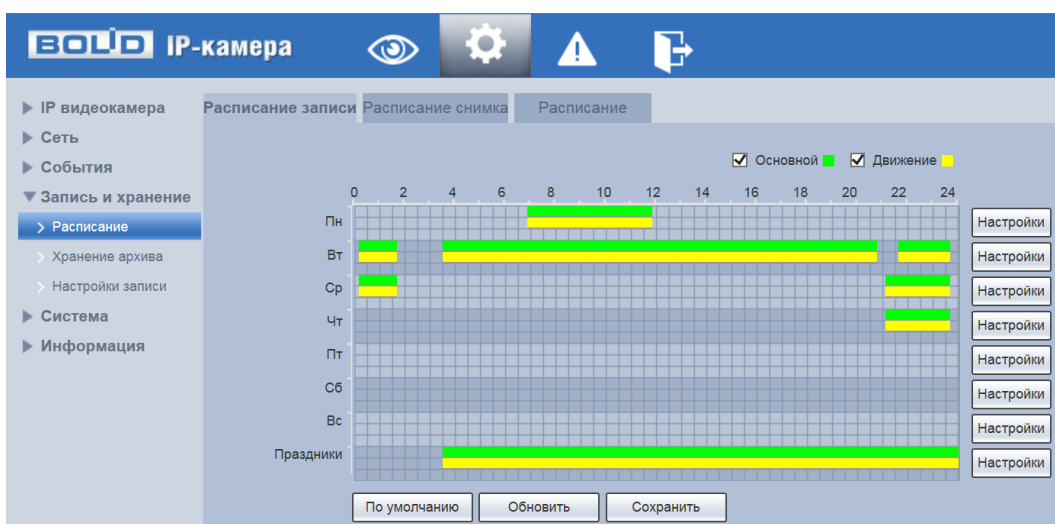 BOLID IP-камера
IP видеокамера
Сеть
События
Запись и хранение
Расписание
Хранение архива
Настройки записи
Система
Информация
Расписание записи Расписание снимка Расписание
Основной Движение
0 2 4 6 8 10 12 14 16 18 20 22 24
Пн Настройки
Вт Настройки
Ср Настройки
Чт Настройки
Пт Настройки
Сб Настройки
Вс Настройки
Праздники Настройки
По умолчанию Обновить Сохранить